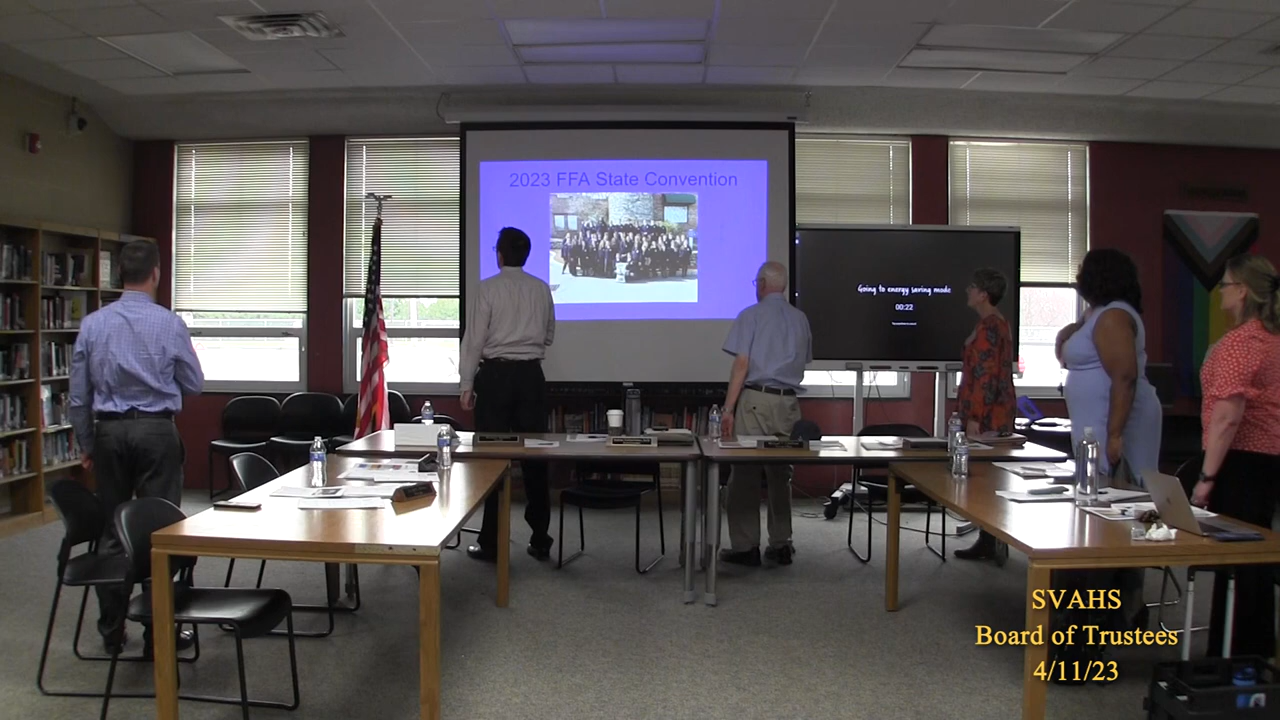 2023 FFA State Convention
Going to energy saving mode
00:22
SVAHS
Board of Trustees
4/11/23